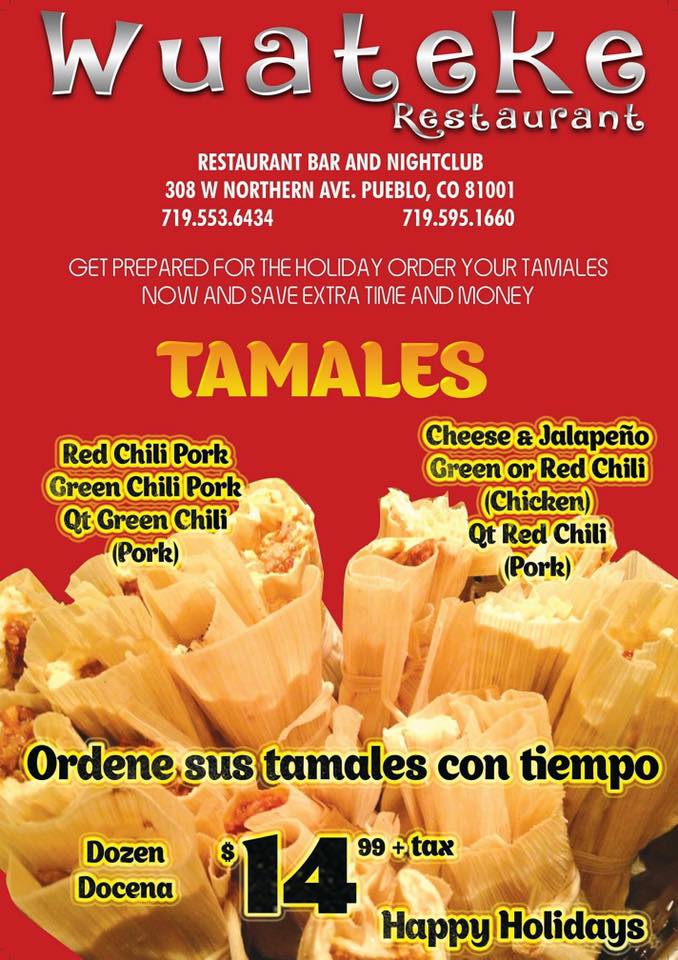 Wuateke
Restaurant
RESTAURANT BAR AND NIGHTCLUB
308 W NORTHERN AVE. PUEBLO, CO 81001
719.553.6434 719.595.1660
GET PREPARED FOR THE HOLIDAY ORDER YOUR TAMALES
NOW AND SAVE EXTRA TIME AND MONEY
TAMALES
Red Chili Pork
Green Chili Pork
Qt Green Chili
(Pork)
Cheese & Jalapeño
Green or Red Chili
(Chicken)
Qt Red Chili
(Pork)
Ordene sus tamales con tiempo
Dozen
Docena
$14 99 + tax
Happy Holidays